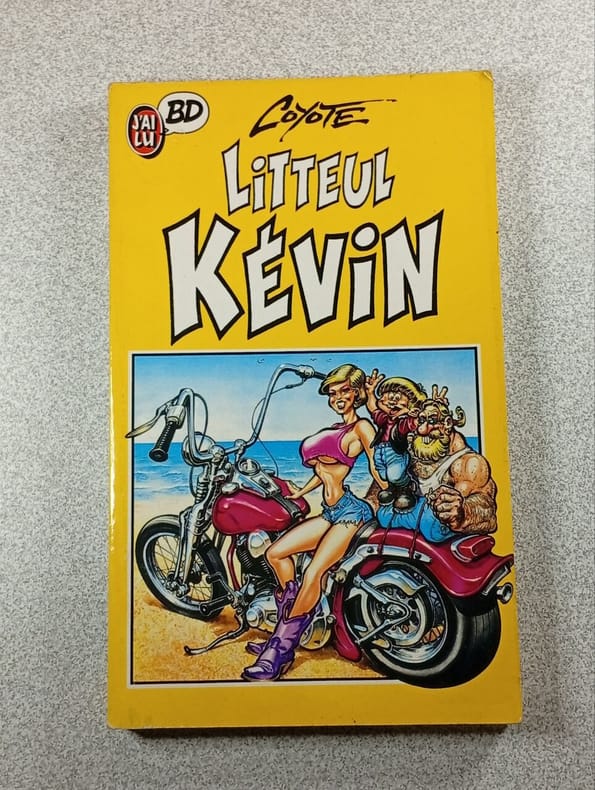 J'AI
LU
BD
COYOTE
LiTTEUL
KÉViN